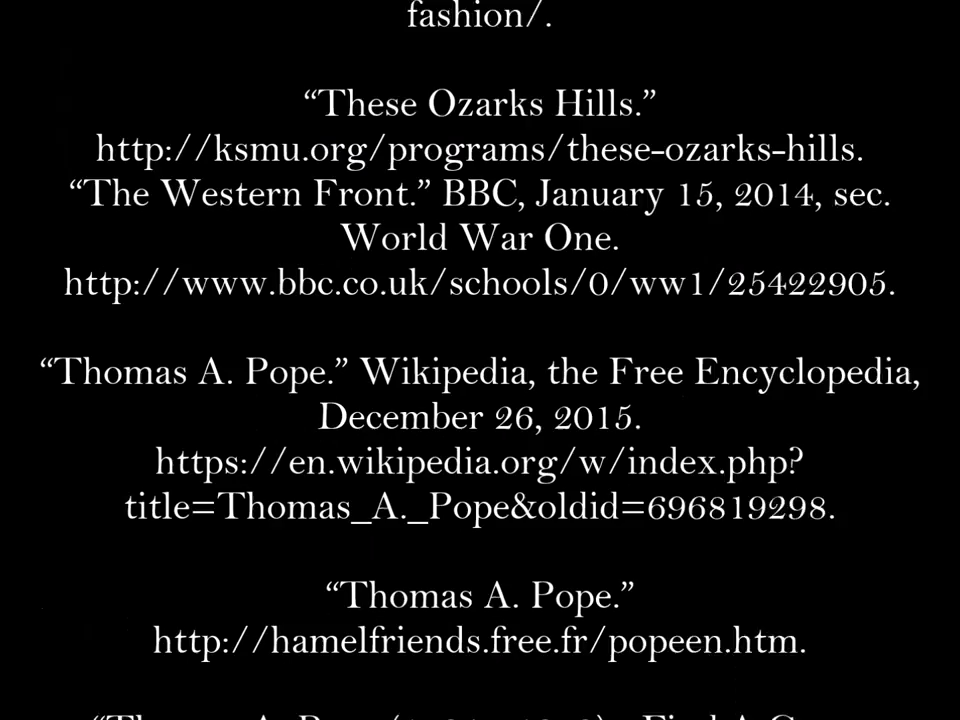 fashion/.
“These Ozarks Hills.”
http://ksmu.org/programs/these-ozarks-hills.
“The Western Front.” BBC, January 15, 2014, sec.
World War One.
http://www.bbc.co.uk/schools/0/ww1/25422905.
“Thomas A. Pope.” Wikipedia, the Free Encyclopedia,
December 26, 2015.
https://en.wikipedia.org/w/index.php?
title=Thomas_A._Pope&oldid=696819298.
“Thomas A. Pope.”
http://hamelfriends.free.fr/popeen.htm.